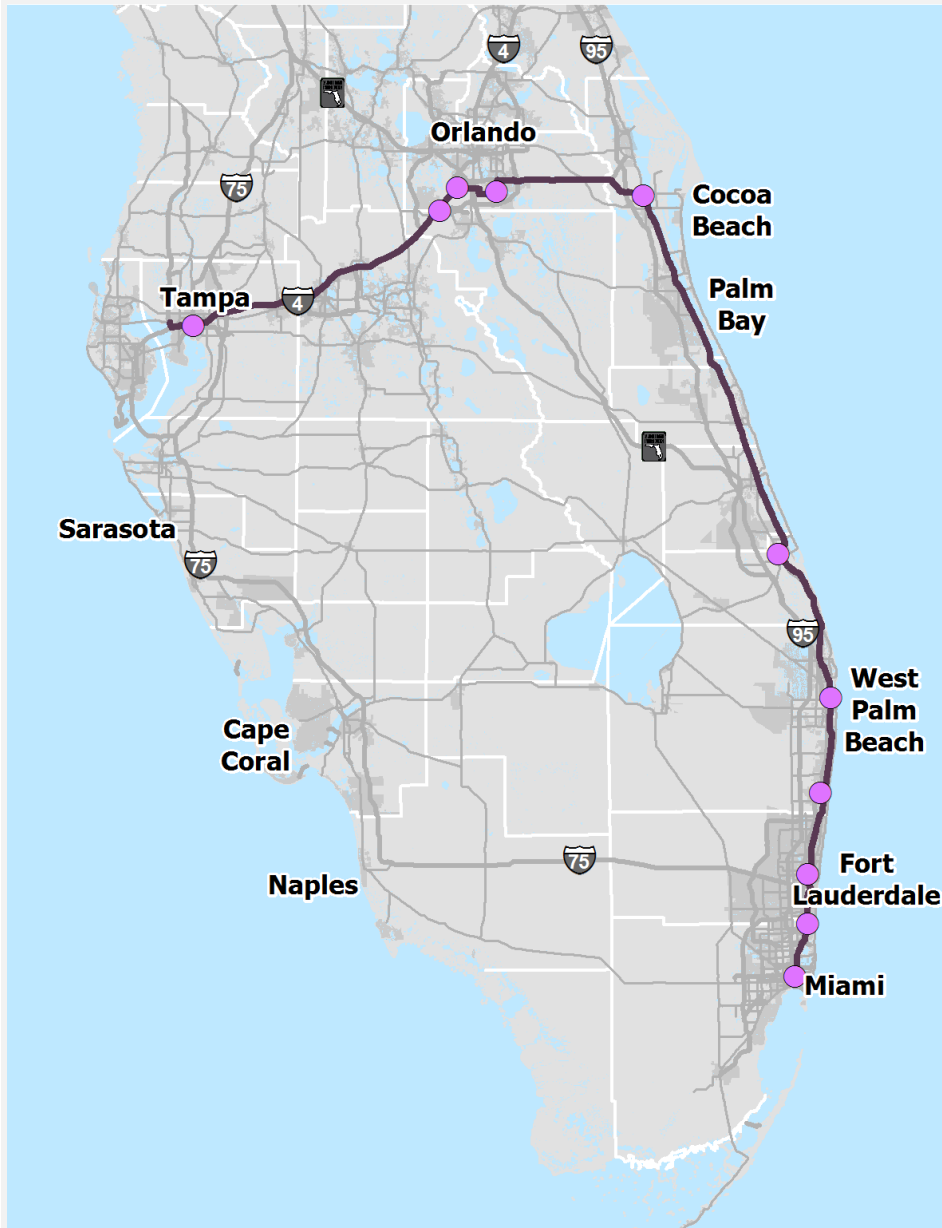 4
95
Orlando
75
Cocoa
Beach
Palm
Bay
Tampa
4
Sarasota
75
95
West
Palm
Beach
Cape
Coral
75
Fort
Lauderdale
Naples
Miami